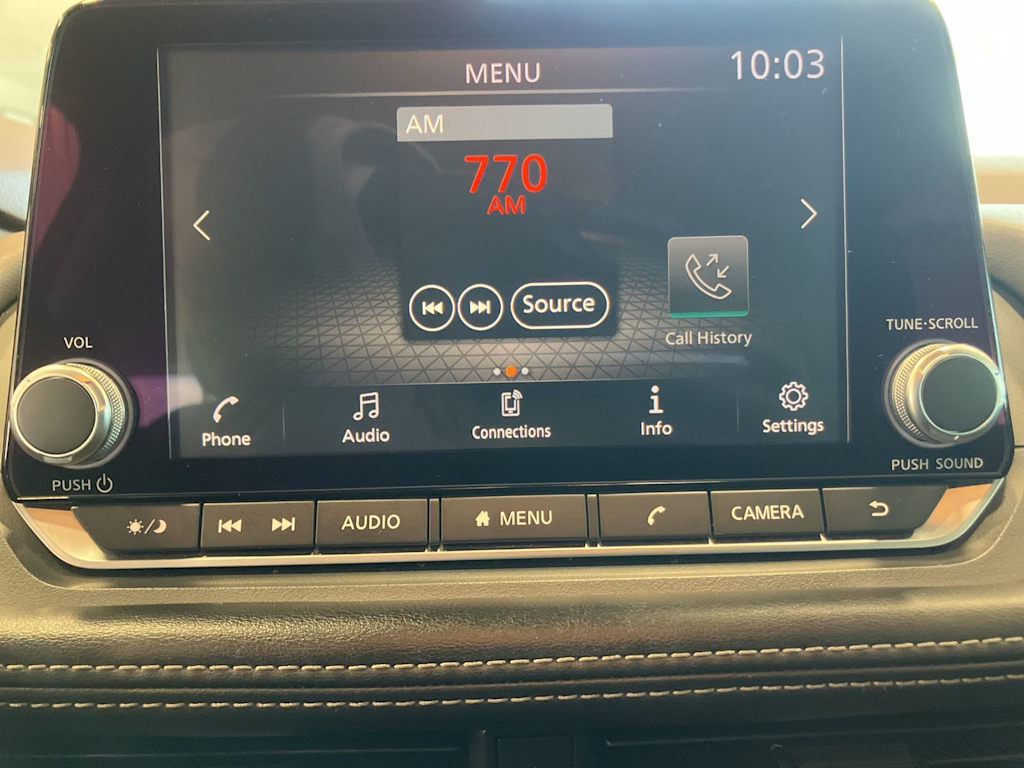 MENU
10:03
AM
770
AM
Source
Call History
VOL
TUNE·SCROLL
Phone
Audio
Connections
Info
Settings
PUSH
PUSH SOUND
AUDIO
MENU
CAMERA